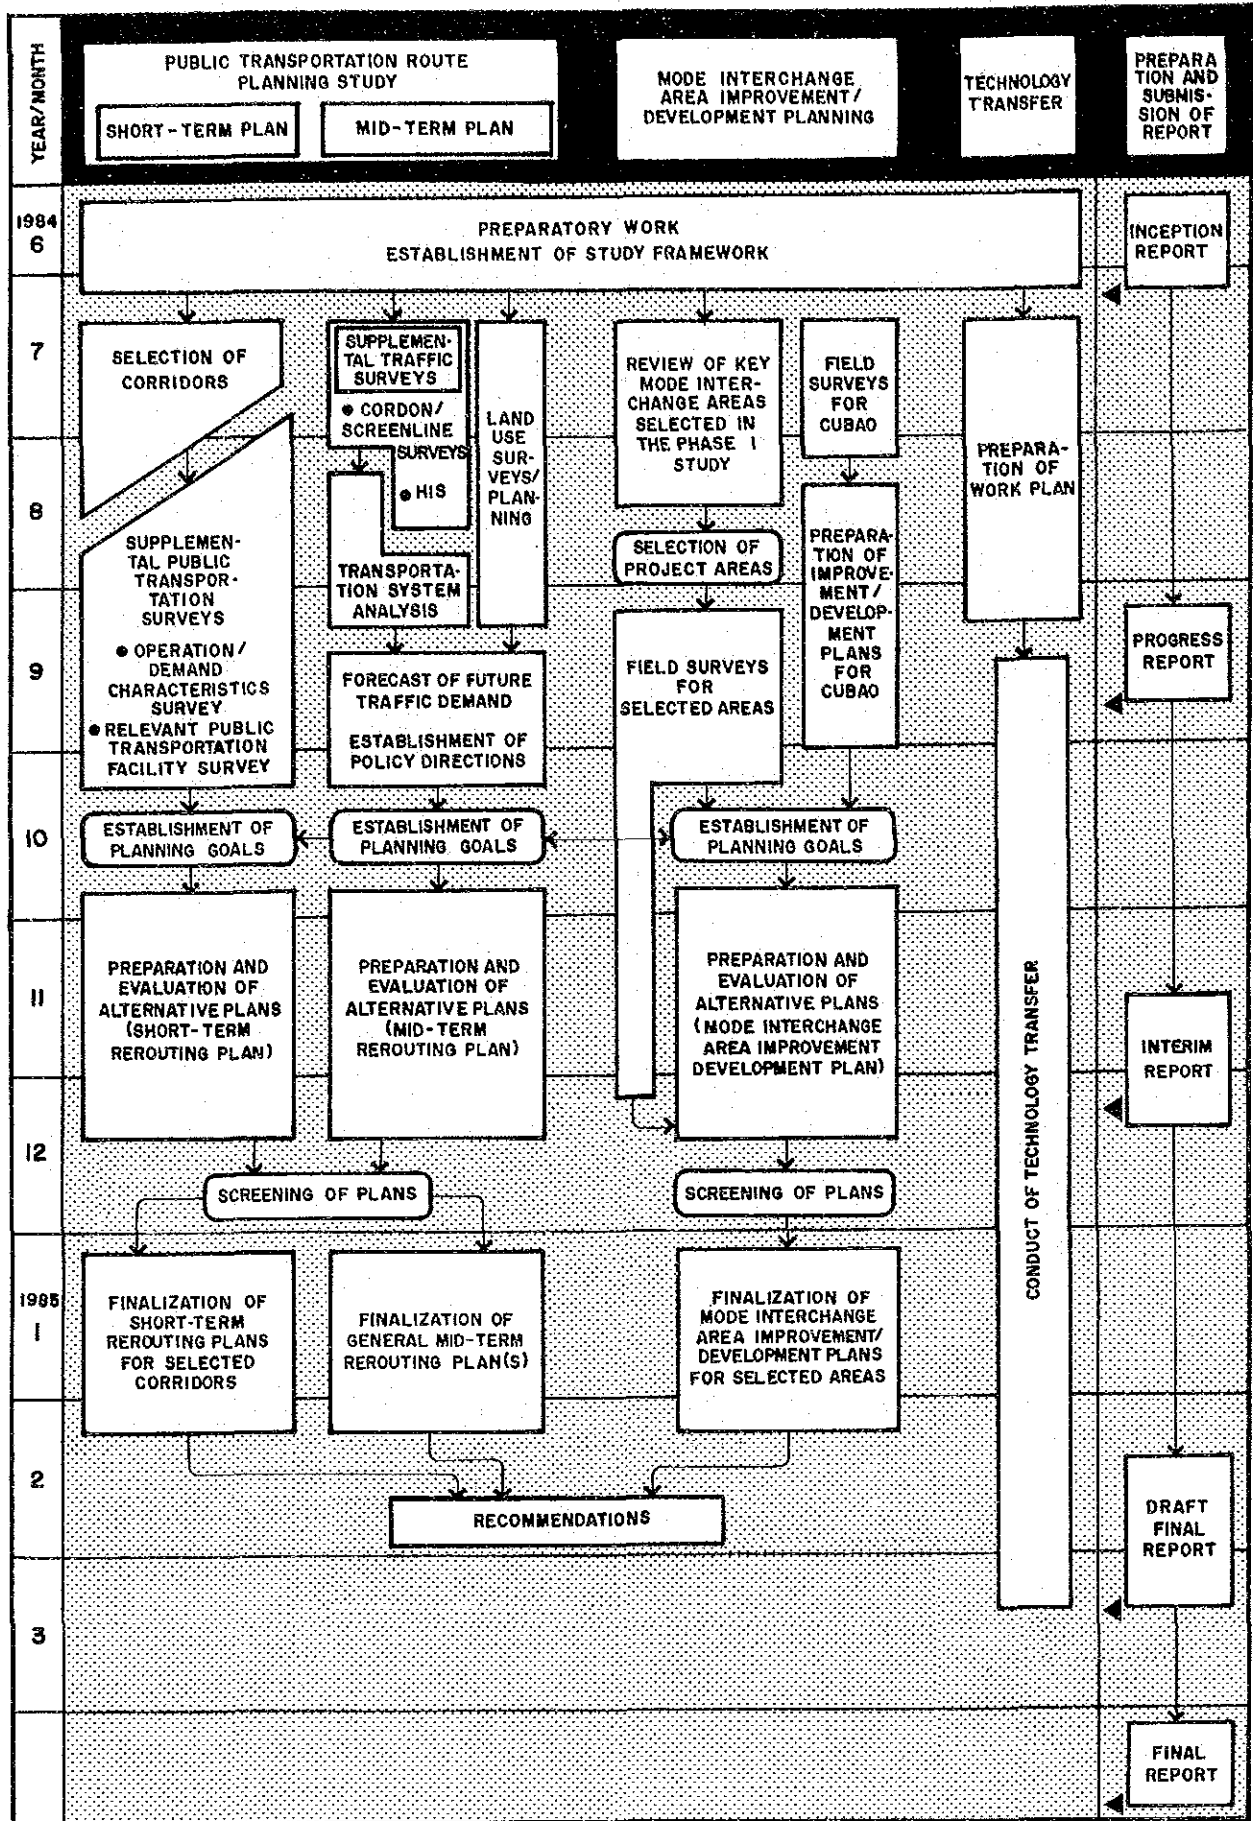 YEAR/MONTH
PUBLIC TRANSPORTATION ROUTE
PLANNING STUDY
SHORT-TERM PLAN
MID-TERM PLAN
MODE INTERCHANGE
AREA IMPROVEMENT/
DEVELOPMENT PLANNING
TECHNOLOGY
TRANSFER
PREPARA
TION AND
SUBMIS-
SION OF
REPORT
1984
6
PREPARATORY WORK
ESTABLISHMENT OF STUDY FRAMEWORK
INCEPTION
REPORT
7
SELECTION OF
CORRIDORS
SUPPLEMEN-
TAL TRAFFIC
SURVEYS
● CORDON/
SCREENLINE
SURVEYS
● HIS
LAND
USE
SUR-
VEYS/
PLAN-
NING
REVIEW OF KEY
MODE INTER-
CHANGE AREAS
SELECTED IN
THE PHASE I
STUDY
FIELD
SURVEYS
FOR
CUBAO
PREPARA-
TION OF
WORK PLAN
8
SUPPLEMEN-
TAL PUBLIC
TRANSPOR-
TATION
SURVEYS
● OPERATION/
DEMAND
CHARACTERISTICS
SURVEY
● RELEVANT PUBLIC
TRANSPORTATION
FACILITY SURVEY
TRANSPORTA-
TION SYSTEM
ANALYSIS
SELECTION OF
PROJECT AREAS
PREPARA-
TION OF
IMPROVE-
MENT/
DEVELOP-
MENT
PLANS
FOR
CUBAO
9
FORECAST OF FUTURE
TRAFFIC DEMAND
ESTABLISHMENT OF
POLICY DIRECTIONS
FIELD SURVEYS
FOR
SELECTED AREAS
PROGRESS
REPORT
10
ESTABLISHMENT OF
PLANNING GOALS
ESTABLISHMENT OF
PLANNING GOALS
ESTABLISHMENT OF
PLANNING GOALS
CONDUCT OF TECHNOLOGY TRANSFER
11
PREPARATION AND
EVALUATION OF
ALTERNATIVE PLANS
(SHORT-TERM
REROUTING PLAN)
PREPARATION AND
EVALUATION OF
ALTERNATIVE PLANS
(MID-TERM
REROUTING PLAN)
PREPARATION AND
EVALUATION OF
ALTERNATIVE PLANS
(MODE INTERCHANGE
AREA IMPROVEMENT
DEVELOPMENT PLAN)
INTERIM
REPORT
12
SCREENING OF PLANS
SCREENING OF PLANS
1985
1
FINALIZATION OF
SHORT-TERM
REROUTING PLANS
FOR SELECTED
CORRIDORS
FINALIZATION OF
GENERAL MID-TERM
REROUTING PLAN(S)
FINALIZATION OF
MODE INTERCHANGE
AREA IMPROVEMENT/
DEVELOPMENT PLANS
FOR SELECTED AREAS
2
RECOMMENDATIONS
DRAFT
FINAL
REPORT
3
FINAL
REPORT